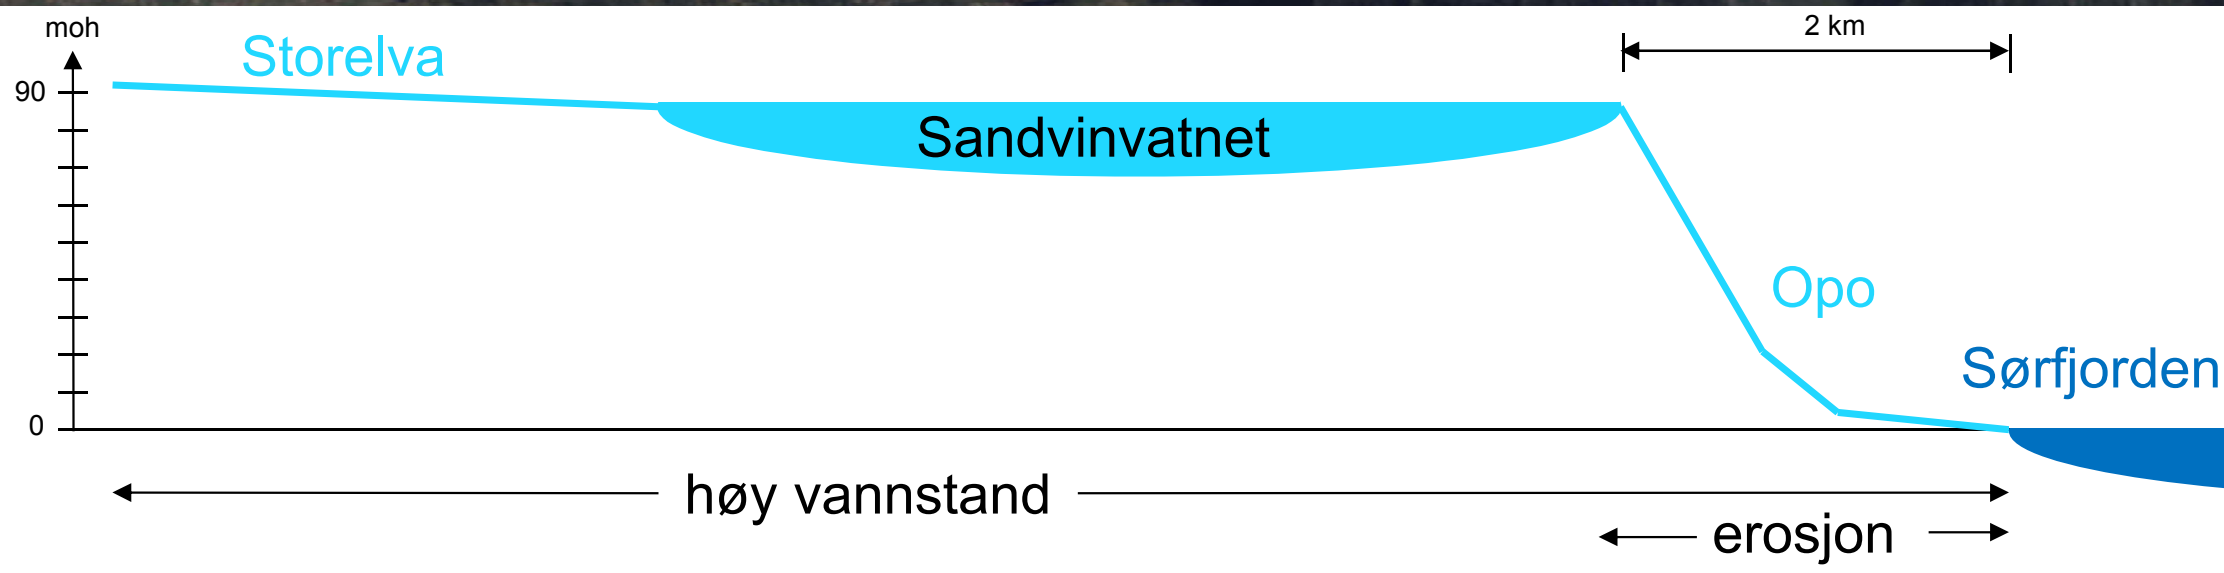 moh
2 km
Storelva
90
Sandvinvatnet
Opo
Sørfjorden
0
høy vannstand
erosjon